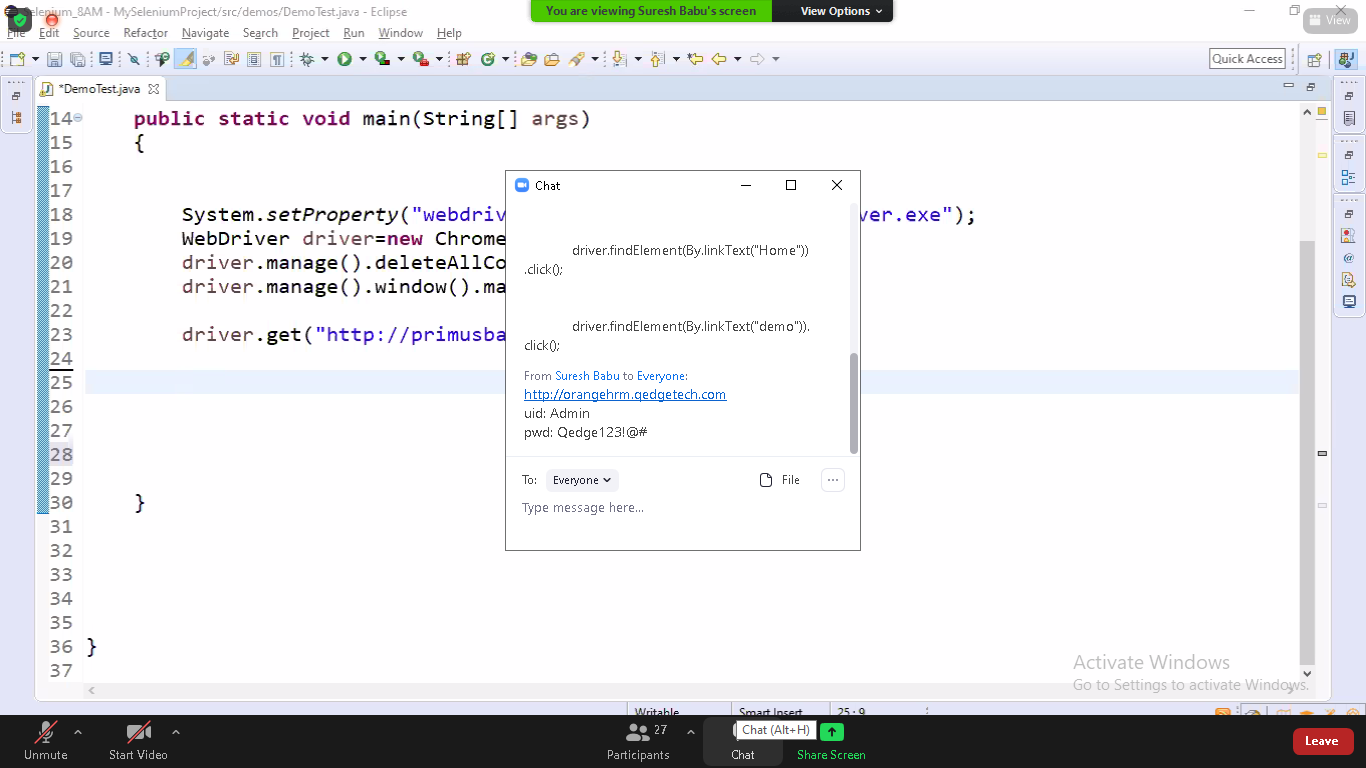 Selenium_8AM - MySeleniumProject/src/demos/DemoTest.java - Eclipse
You are viewing Suresh Babu's screen View Options
View
File Edit Source Refactor Navigate Search Project Run Window Help
Quick Access
*DemoTest.java
14 public static void main(String[] args)
15 {
16
17
18 System.setProperty("webdriv ver.exe");
19 WebDriver driver=new Chrome
20 driver.manage().deleteAllCo
21 driver.manage().window().ma
22
23 driver.get("http://primusba
24
25
26
27
28
29
30 }
31
32
33
34
35
36 }
37
Chat
driver.findElement(By.linkText("Home"))
.click();
driver.findElement(By.linkText("demo")).
click();
From Suresh Babu to Everyone:
http://orangehrm.qedgetech.com
uid: Admin
pwd: Qedge123!@#
To: Everyone File
Type message here...
Activate Windows
Go to Settings to activate Windows.
Writable Smart Insert 25 : 9
Chat (Alt+H)
27
Unmute Start Video Participants Chat Share Screen Leave